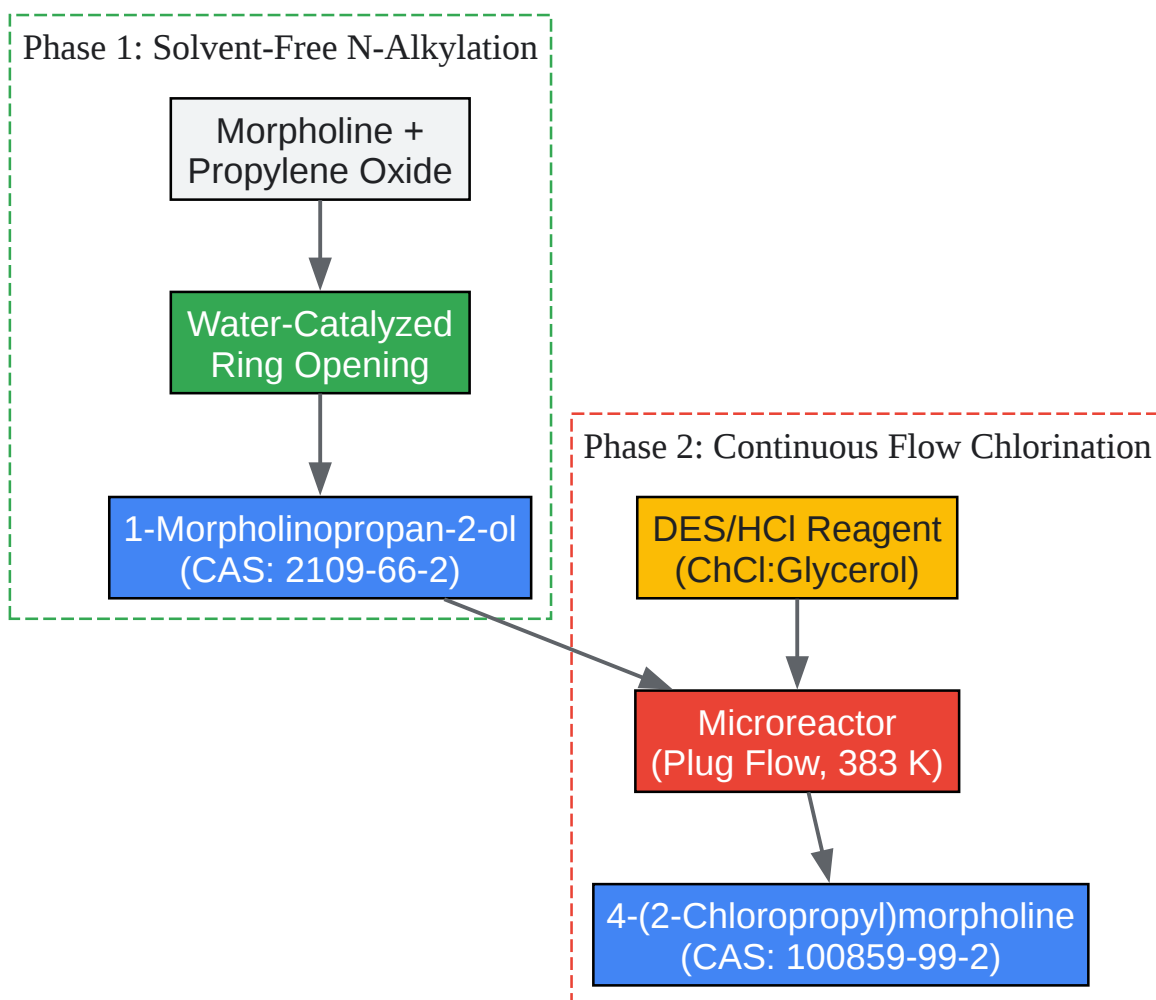 Phase 1: Solvent-Free N-Alkylation
Morpholine +
Propylene Oxide
Water-Catalyzed
Ring Opening
1-Morpholinopropan-2-ol
(CAS: 2109-66-2)
Phase 2: Continuous Flow Chlorination
DES/HCl Reagent
(ChCl:Glycerol)
Microreactor
(Plug Flow, 383 K)
4-(2-Chloropropyl)morpholine
(CAS: 100859-99-2)